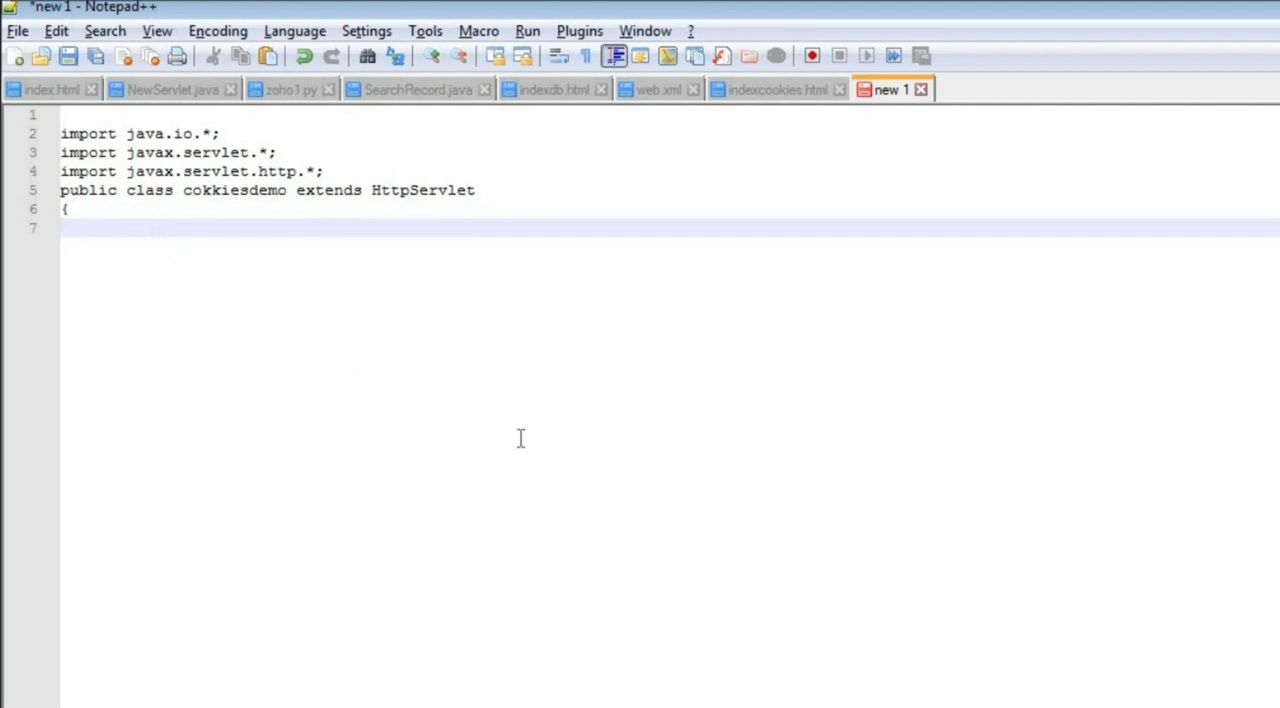 *new 1 - Notepad++
File Edit Search View Encoding Language Settings Tools Macro Run Plugins Window ?
index.html NewServlet.java zoho1.py SearchRecord.java indexdb.html web.xml indexcookies.html new 1
1
2 import java.io.*;
3 import javax.servlet.*;
4 import javax.servlet.http.*;
5 public class cokkiesdemo extends HttpServlet
6 {
7